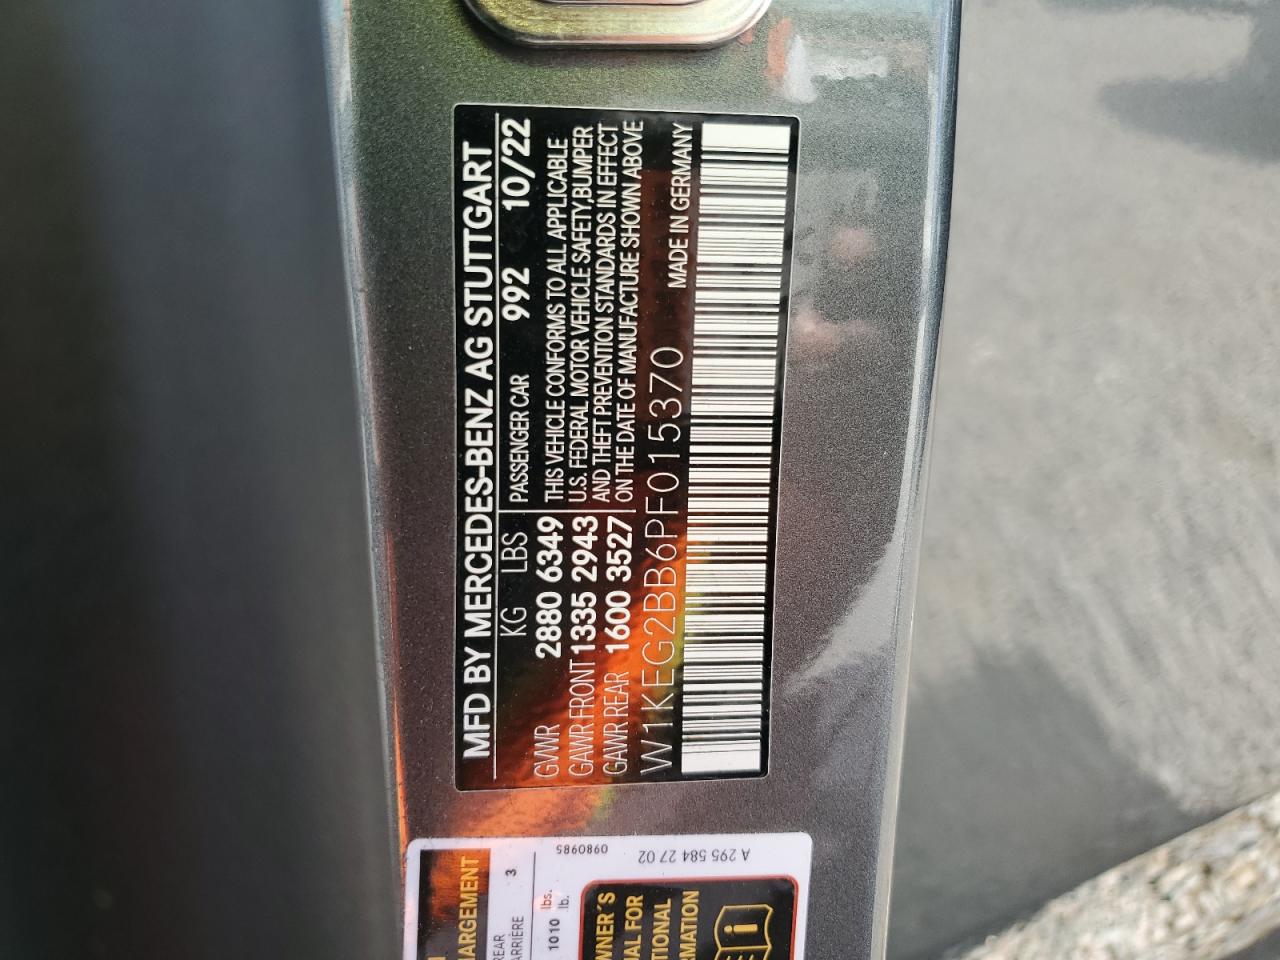 MFD BY MERCEDES-BENZ AG STUTTGART
KG LBS PASSENGER CAR 992 10/22
GVWR 2880 6349
GAWR FRONT 1335 2943
GAWR REAR 1600 3527
THIS VEHICLE CONFORMS TO ALL APPLICABLE
U.S. FEDERAL MOTOR VEHICLE SAFETY,BUMPER
AND THEFT PREVENTION STANDARDS IN EFFECT
ON THE DATE OF MANUFACTURE SHOWN ABOVE
W1KEG2BB6PF015370 MADE IN GERMANY
HARGEMENT
REAR
ARRIÈRE 3
1010 lbs.
lb.
0980985
A 295 584 27 02
WNER´S
UAL FOR
ITIONAL
RMATION
i